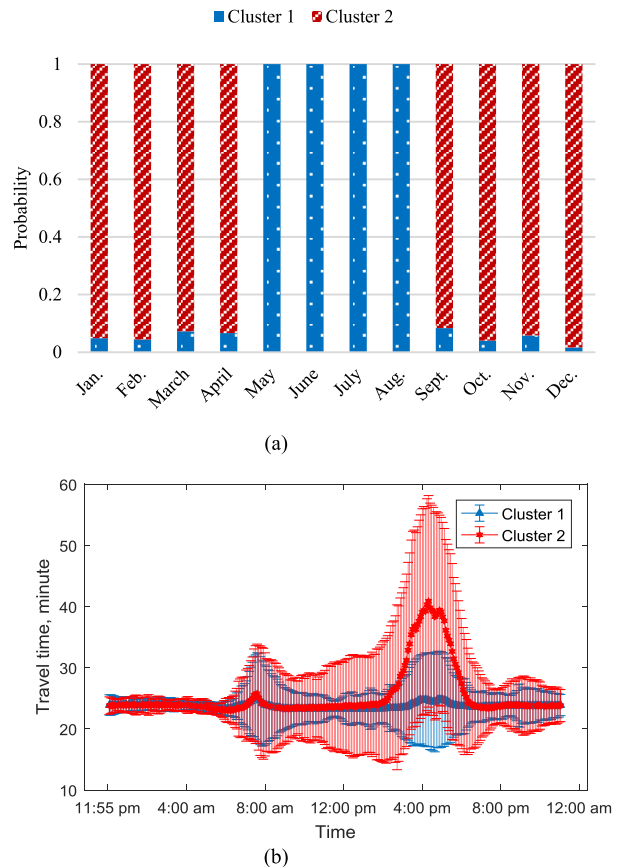 Cluster 1 Cluster 2
1
0.8
0.6
0.4
0.2
0
Probability
Jan. Feb. March April May June July Aug. Sept. Oct. Nov. Dec.
(a)
60
50
40
30
20
10
Travel time, minute
Cluster 1
Cluster 2
11:55 pm 4:00 am 8:00 am 12:00 pm 4:00 pm 8:00 pm 12:00 am
Time
(b)